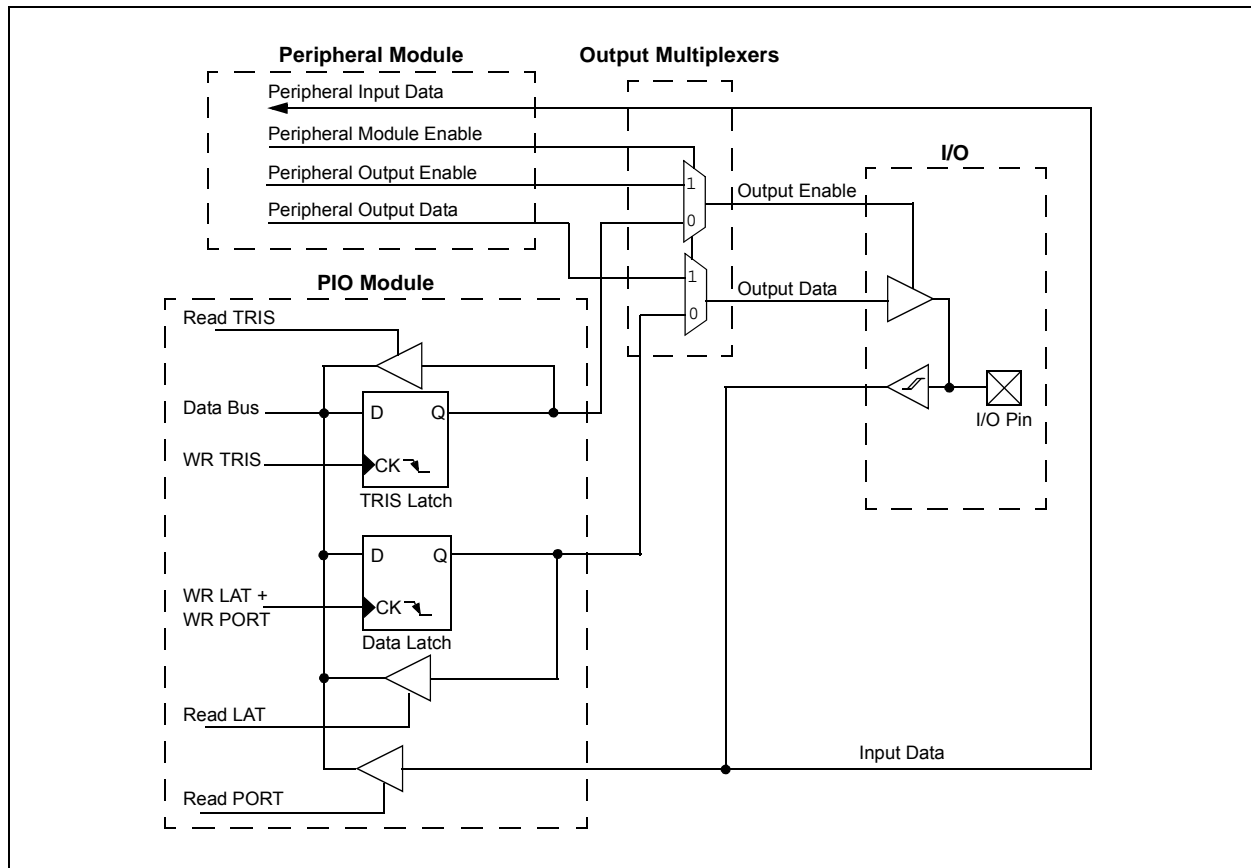 Peripheral Module
Output Multiplexers
Peripheral Input Data
Peripheral Module Enable
Peripheral Output Enable
Peripheral Output Data
1
0
1
0
Output Enable
Output Data
I/O
I/O Pin
PIO Module
Read TRIS
Data Bus
WR TRIS
D Q
CK
TRIS Latch
D Q
WR LAT +
WR PORT
CK
Data Latch
Read LAT
Read PORT
Input Data